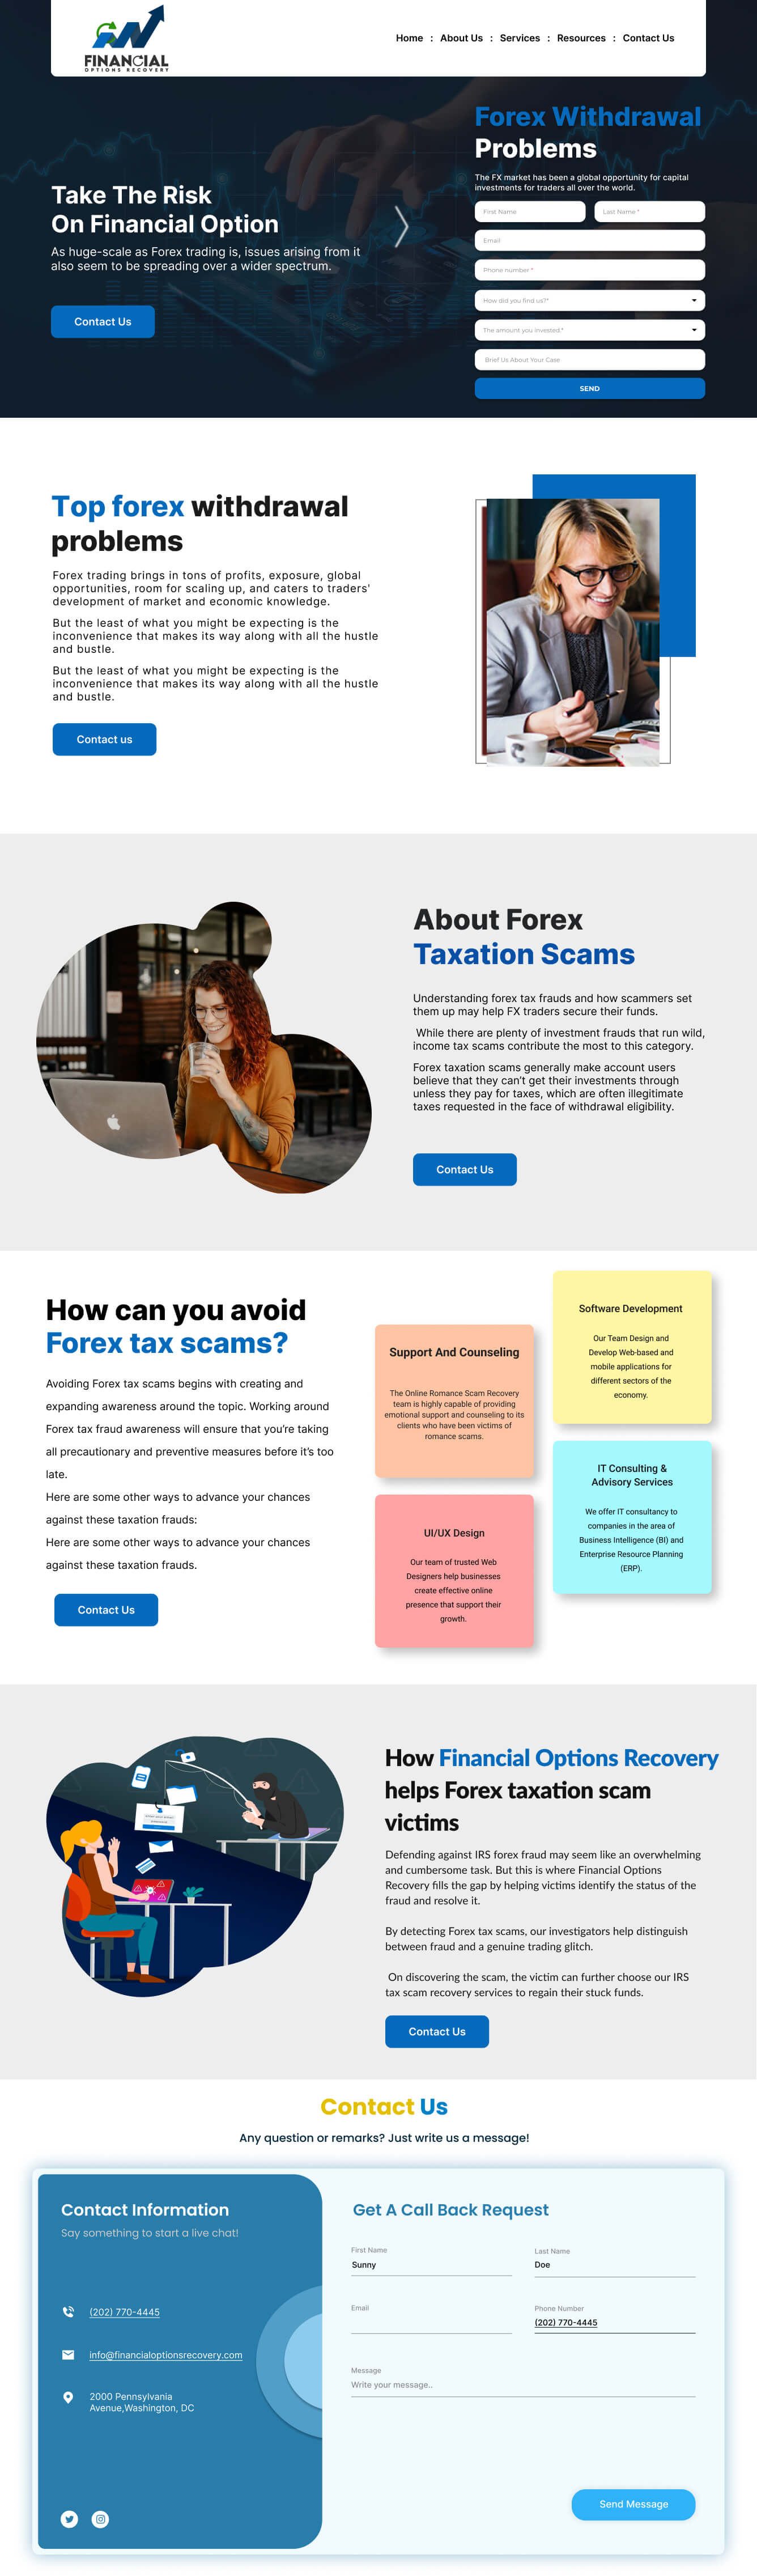 FINANCIAL
OPTIONS RECOVERY
Home : About Us : Services : Resources : Contact Us
Take The Risk
On Financial Option
As huge-scale as Forex trading is, issues arising from it
also seem to be spreading over a wider spectrum.
Contact Us
Forex Withdrawal
Problems
The FX market has been a global opportunity for capital
investments for traders all over the world.
First Name
Last Name *
Email
Phone number *
How did you find us?*
The amount you invested.*
Brief Us About Your Case
SEND
Top forex withdrawal
problems
Forex trading brings in tons of profits, exposure, global
opportunities, room for scaling up, and caters to traders'
development of market and economic knowledge.
But the least of what you might be expecting is the
inconvenience that makes its way along with all the hustle
and bustle.
But the least of what you might be expecting is the
inconvenience that makes its way along with all the hustle
and bustle.
Contact us
About Forex
Taxation Scams
Understanding forex tax frauds and how scammers set
them up may help FX traders secure their funds.
While there are plenty of investment frauds that run wild,
income tax scams contribute the most to this category.
Forex taxation scams generally make account users
believe that they can't get their investments through
unless they pay for taxes, which are often illegitimate
taxes requested in the face of withdrawal eligibility.
Contact Us
How can you avoid
Forex tax scams?
Avoiding Forex tax scams begins with creating and
expanding awareness around the topic. Working around
Forex tax fraud awareness will ensure that you're taking
all precautionary and preventive measures before it's too
late.
Here are some other ways to advance your chances
against these taxation frauds:
Here are some other ways to advance your chances
against these taxation frauds.
Contact Us
Support And Counseling
The Online Romance Scam Recovery
team is highly capable of providing
emotional support and counseling to its
clients who have been victims of
romance scams.
UI/UX Design
Our team of trusted Web
Designers help businesses
create effective online
presence that support their
growth.
Software Development
Our Team Design and
Develop Web-based and
mobile applications for
different sectors of the
economy.
IT Consulting &
Advisory Services
We offer IT consultancy to
companies in the area of
Business Intelligence (BI) and
Enterprise Resource Planning
(ERP).
How Financial Options Recovery
helps Forex taxation scam
victims
Defending against IRS forex fraud may seem like an overwhelming
and cumbersome task. But this is where Financial Options
Recovery fills the gap by helping victims identify the status of the
fraud and resolve it.
By detecting Forex tax scams, our investigators help distinguish
between fraud and a genuine trading glitch.
On discovering the scam, the victim can further choose our IRS
tax scam recovery services to regain their stuck funds.
Contact Us
Contact Us
Any question or remarks? Just write us a message!
Contact Information
Say something to start a live chat!
(202) 770-4445
info@financialoptionsrecovery.com
2000 Pennsylvania
Avenue,Washington, DC
Get A Call Back Request
First Name
Sunny
Last Name
Doe
Email
Phone Number
(202) 770-4445
Message
Write your message..
Send Message